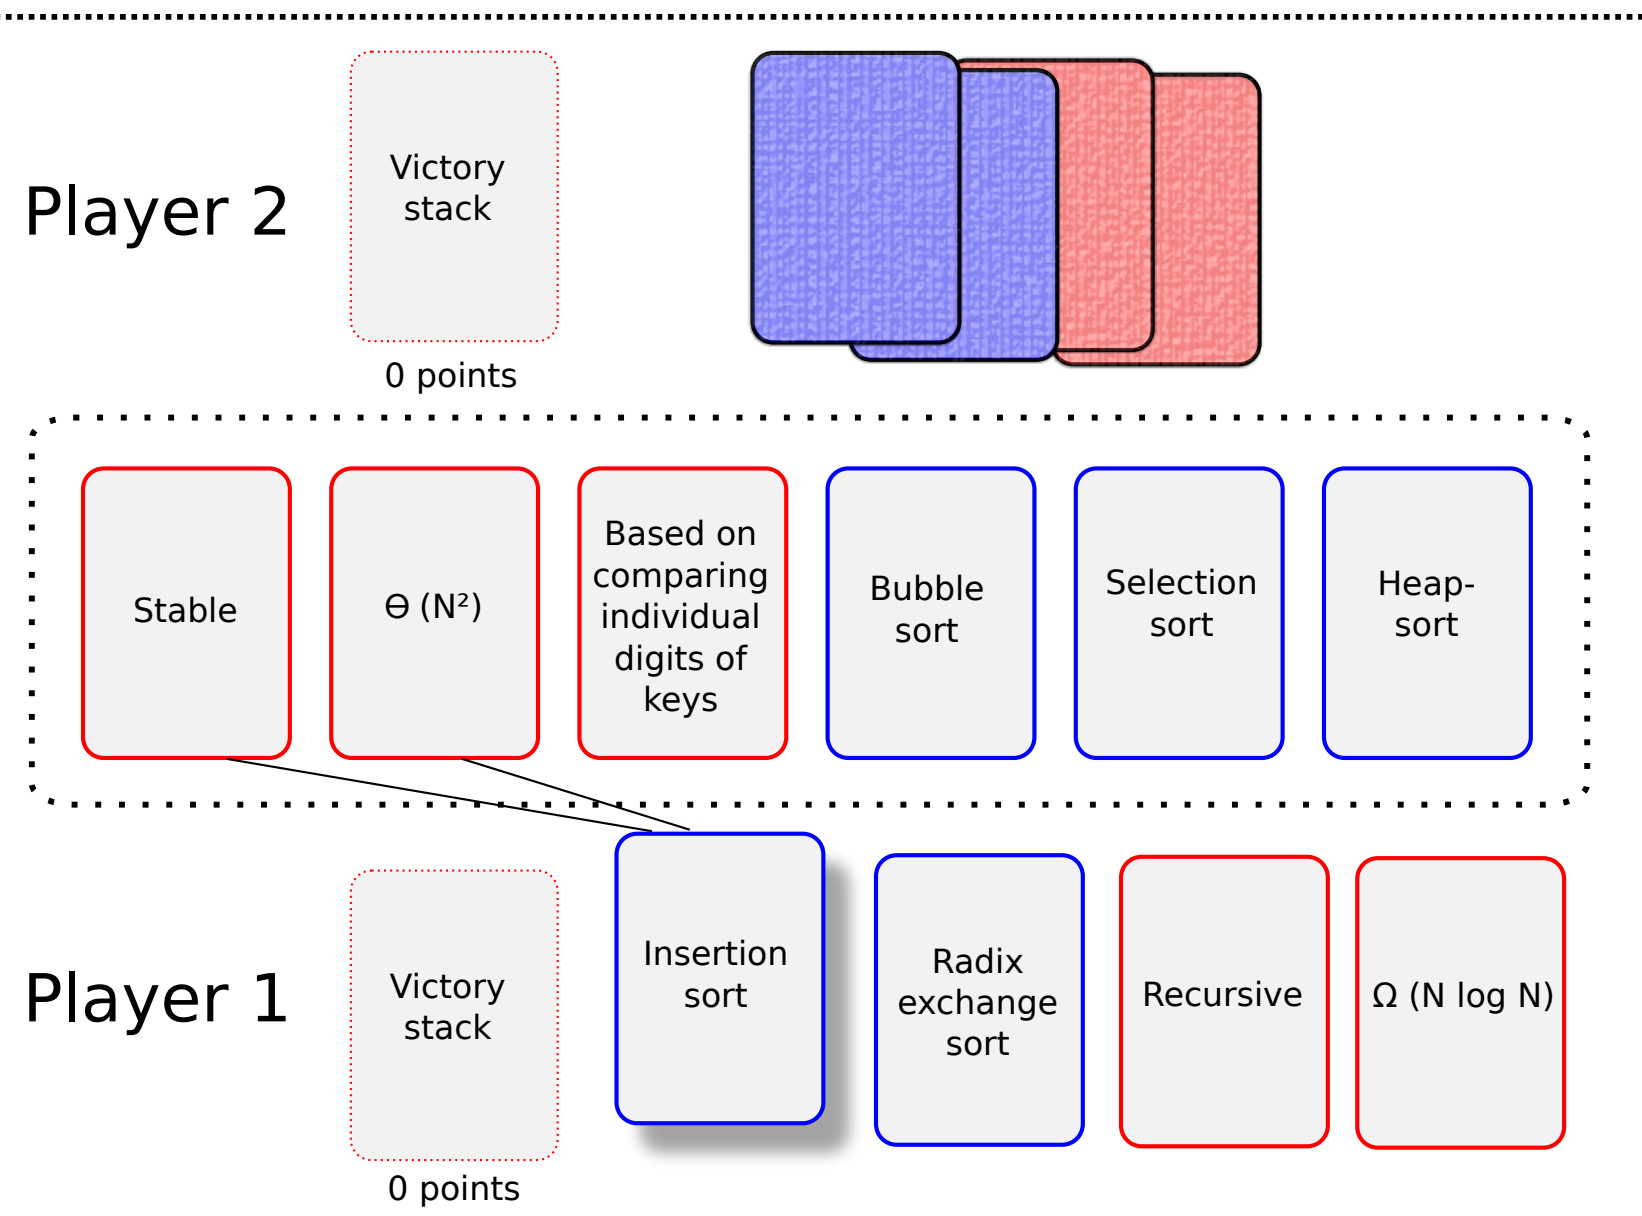 Player 2
Victory
stack
0 points
Stable
Θ (N²)
Based on
comparing
individual
digits of
keys
Bubble
sort
Selection
sort
Heap-
sort
Player 1
Victory
stack
0 points
Insertion
sort
Radix
exchange
sort
Recursive
Ω (N log N)